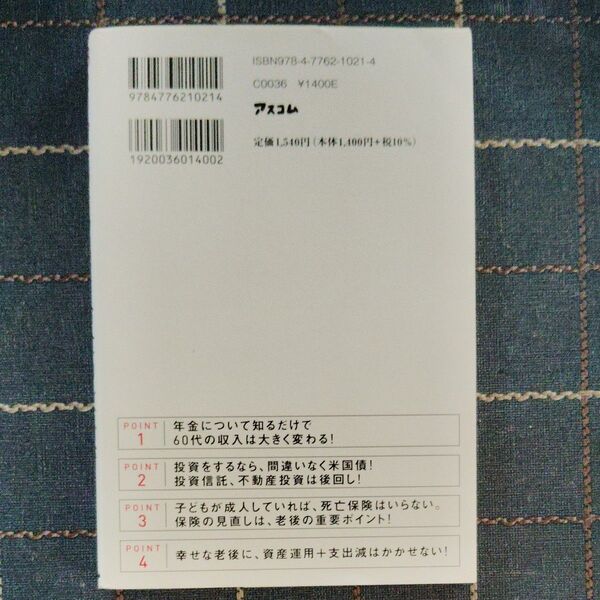 ISBN978-4-7762-1021-4
C0036 ¥1400E
9784776210214
アスコム
定価1,540円(本体1,400円+税10%)
1920036014002
POINT
1
年金について知るだけで
60代の収入は大きく変わる!
POINT
2
投資をするなら、間違いなく米国債!
投資信託、不動産投資は後回し!
POINT
3
子どもが成人していれば、死亡保険はいらない。
保険の見直しは、老後の重要ポイント!
POINT
4
幸せな老後に、資産運用+支出減はかかせない!